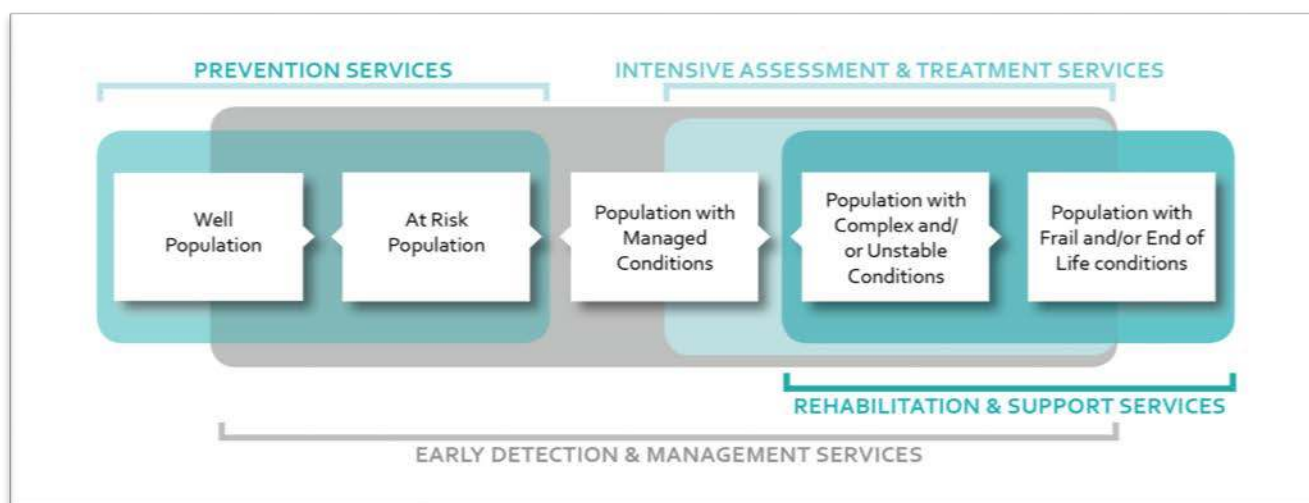 PREVENTION SERVICES
INTENSIVE ASSESSMENT & TREATMENT SERVICES
Well
Population
At Risk
Population
Population with
Managed
Conditions
Population with
Complex and/
or Unstable
Conditions
Population with
Frail and/or End of
Life conditions
REHABILITATION & SUPPORT SERVICES
EARLY DETECTION & MANAGEMENT SERVICES